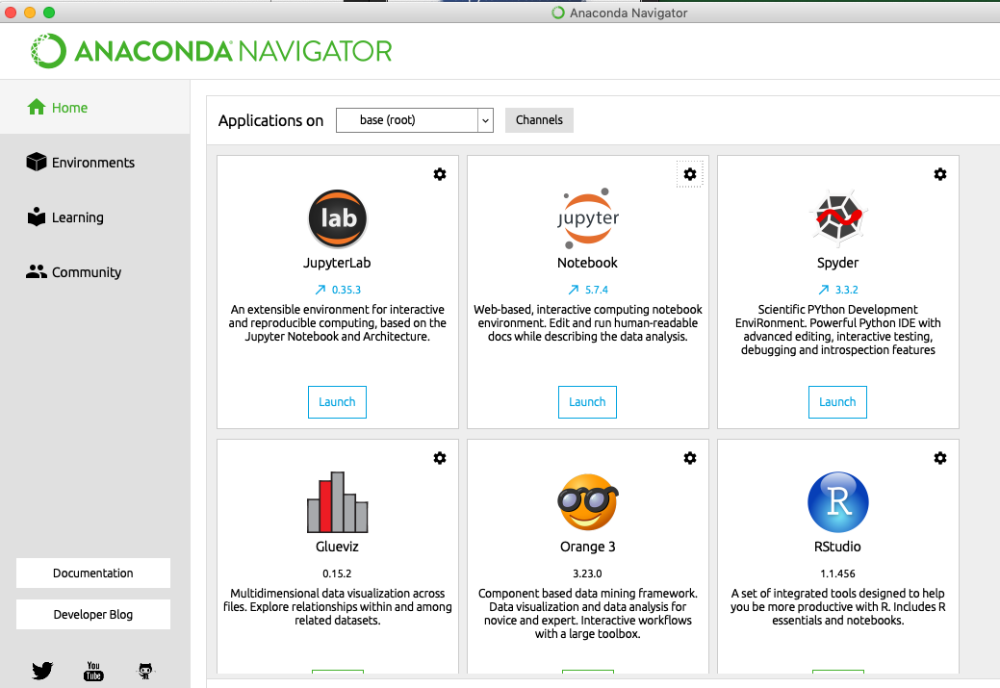 Anaconda Navigator
ANACONDA NAVIGATOR
Home
Environments
Learning
Community
Documentation
Developer Blog
You
Tube
Applications on
base (root)
Channels
lab
JupyterLab
0.35.3
An extensible environment for interactive
and reproducible computing, based on the
Jupyter Notebook and Architecture.
Launch
jupyter
Notebook
5.7.4
Web-based, interactive computing notebook
environment. Edit and run human-readable
docs while describing the data analysis.
Launch
Spyder
3.3.2
Scientific PYthon Development
EnviRonment. Powerful Python IDE with
advanced editing, interactive testing,
debugging and introspection features
Launch
Glueviz
0.15.2
Multidimensional data visualization across
files. Explore relationships within and among
related datasets.
Orange 3
3.23.0
Component based data mining framework.
Data visualization and data analysis for
novice and expert. Interactive workflows
with a large toolbox.
R
RStudio
1.1.456
A set of integrated tools designed to help
you be more productive with R. Includes R
essentials and notebooks.